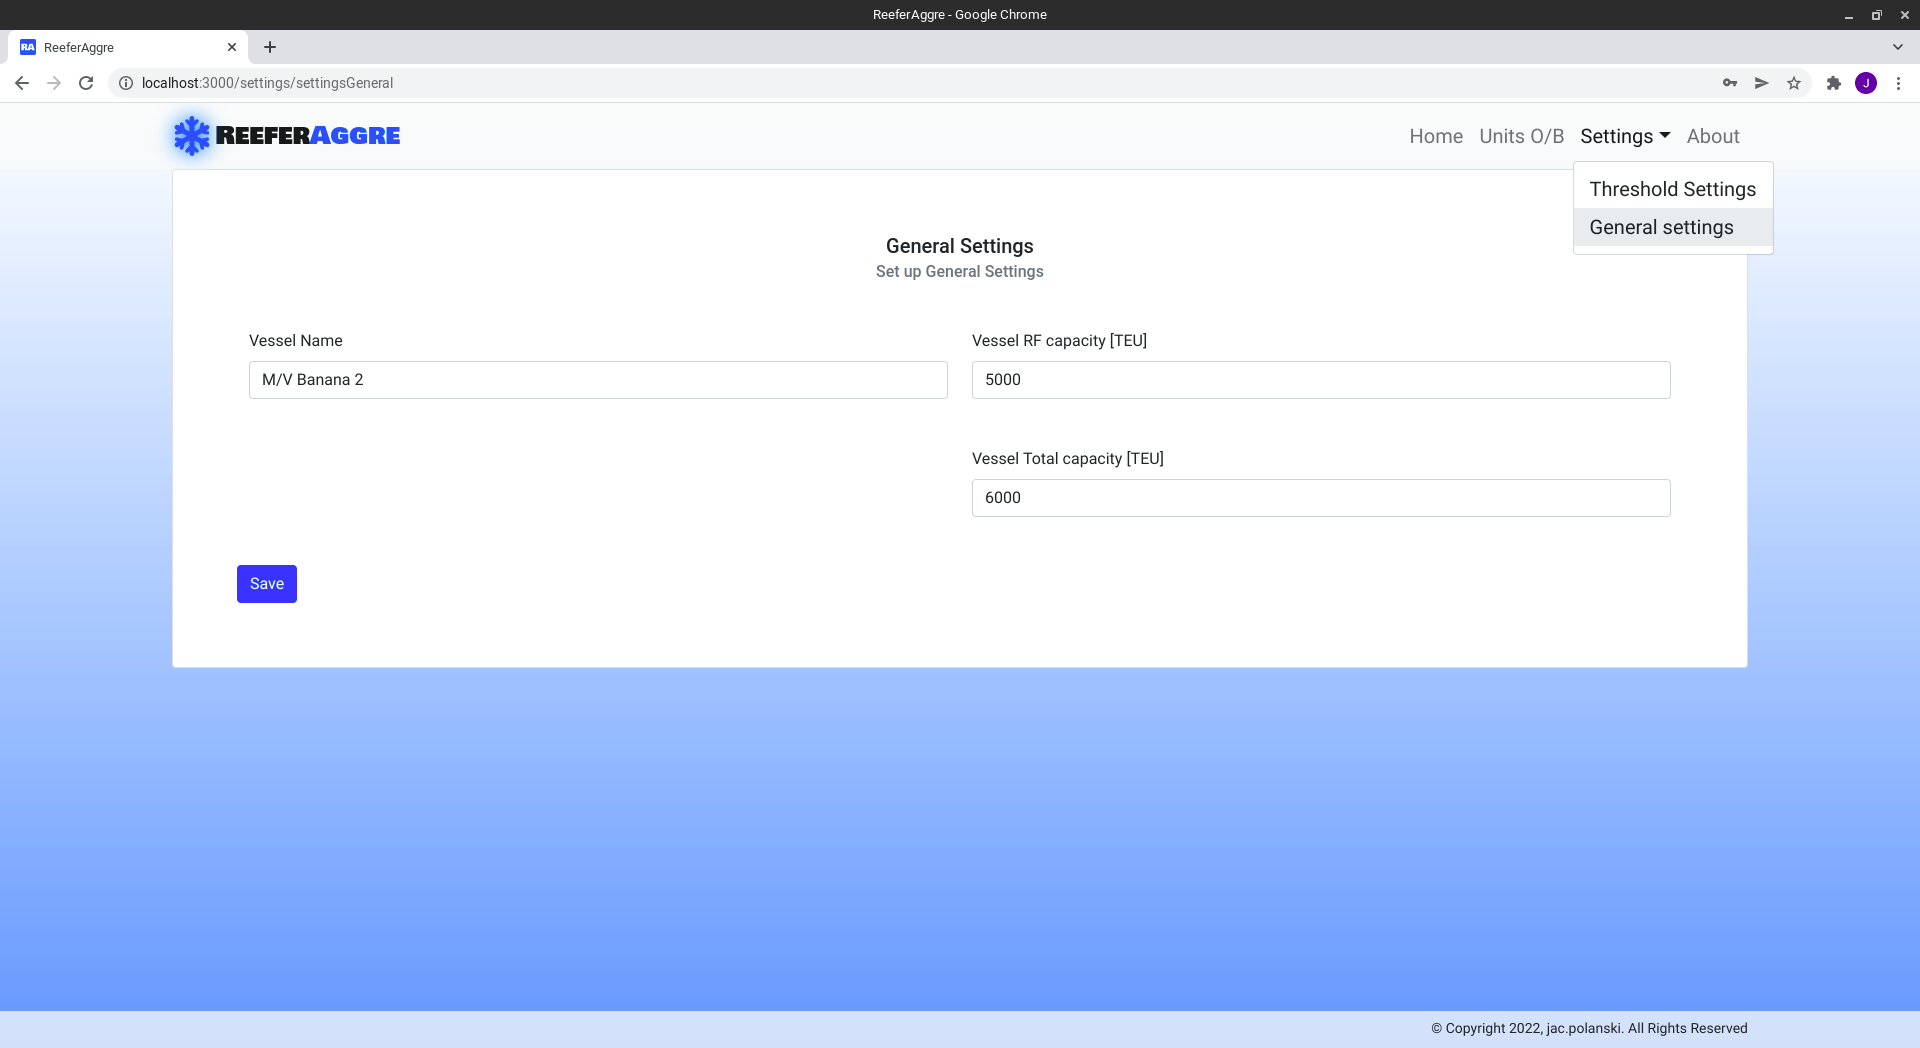 ReeferAggre - Google Chrome
RA ReeferAggre
localhost:3000/settings/settingsGeneral
J
REEFERAGGRE
Home Units O/B Settings About
Threshold Settings
General settings
General Settings
Set up General Settings
Vessel Name
M/V Banana 2
Vessel RF capacity [TEU]
5000
Vessel Total capacity [TEU]
6000
Save
© Copyright 2022, jac.polanski. All Rights Reserved